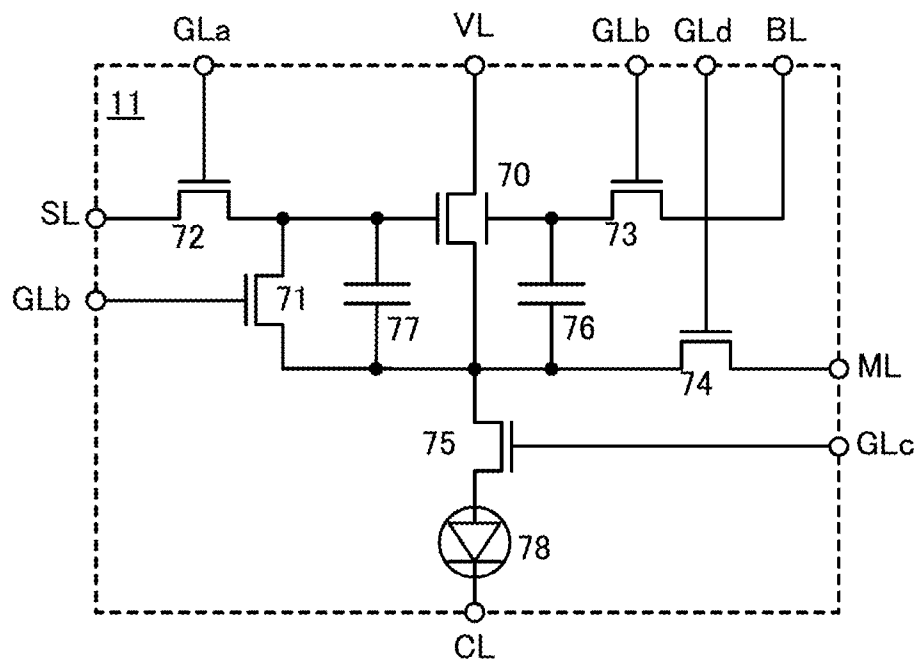 GLa VL GLb GLd BL
11
70
SL 72 73
GLb 71 77 76
74 ML
75 GLc
78
CL